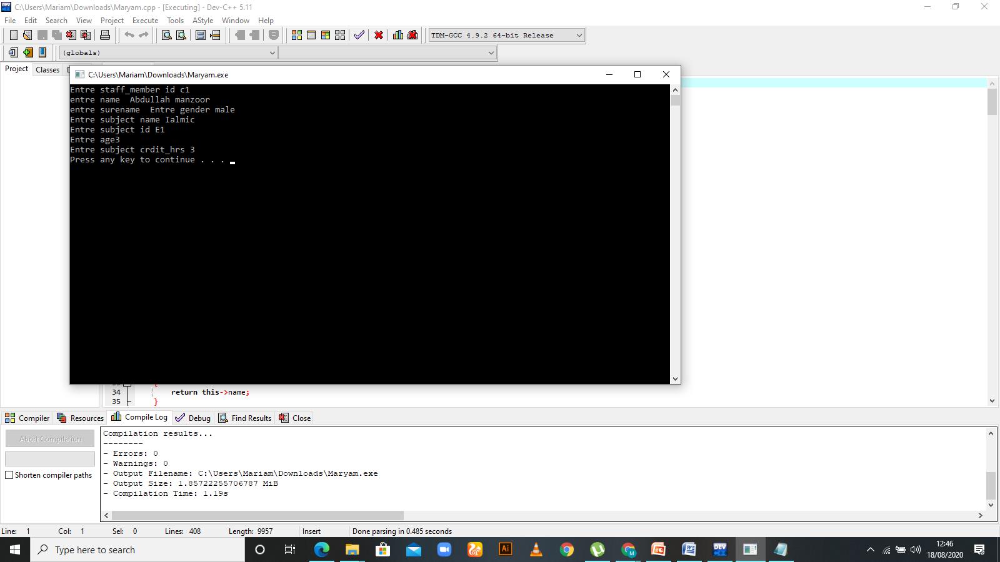 C:\Users\Mariam\Downloads\Maryam.cpp - [Executing] - Dev-C++ 5.11
File Edit Search View Project Execute Tools AStyle Window Help
TDM-GCC 4.9.2 64-bit Release
(globals)
Project Classes
C:\Users\Mariam\Downloads\Maryam.exe
Entre staff_member id c1
entre name  Abdullah manzoor
entre surename  Entre gender male
Entre subject name Ialmic
Entre subject id E1
Entre age3
Entre subject crdit_hrs 3
Press any key to continue . . .
{
34 return this->name;
35 }
Compiler Resources Compile Log Debug Find Results Close
Abort Compilation
Shorten compiler paths
Compilation results...
--------
- Errors: 0
- Warnings: 0
- Output Filename: C:\Users\Mariam\Downloads\Maryam.exe
- Output Size: 1.85722255706787 MiB
- Compilation Time: 1.19s
Line: 1 Col: 1 Sel: 0 Lines: 408 Length: 9957 Insert Done parsing in 0.485 seconds
Type here to search
12:46
18/08/2020